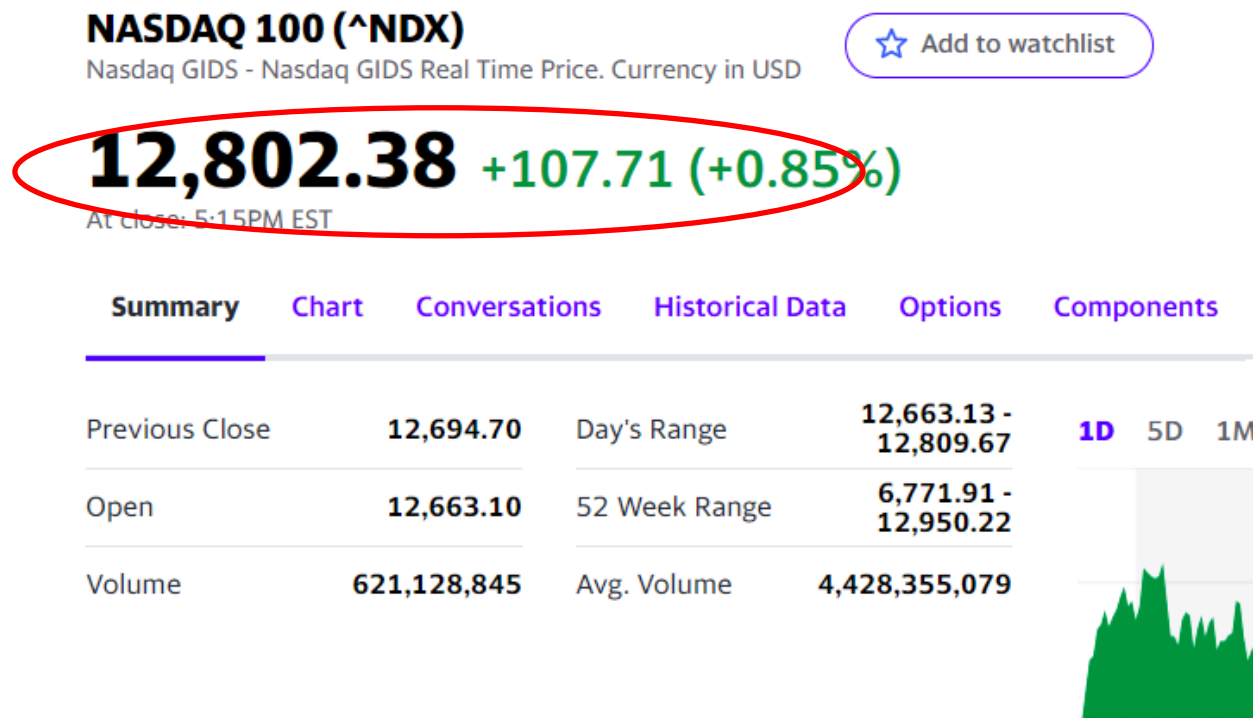 NASDAQ 100 (^NDX)
Add to watchlist
Nasdaq GIDS - Nasdaq GIDS Real Time Price. Currency in USD
12,802.38 +107.71 (+0.85%)
At close: 5:15PM EST
Summary Chart Conversations Historical Data Options Components
Previous Close 12,694.70
Open 12,663.10
Volume 621,128,845
Day's Range 12,663.13 -
12,809.67
52 Week Range 6,771.91 -
12,950.22
Avg. Volume 4,428,355,079
1D 5D 1M